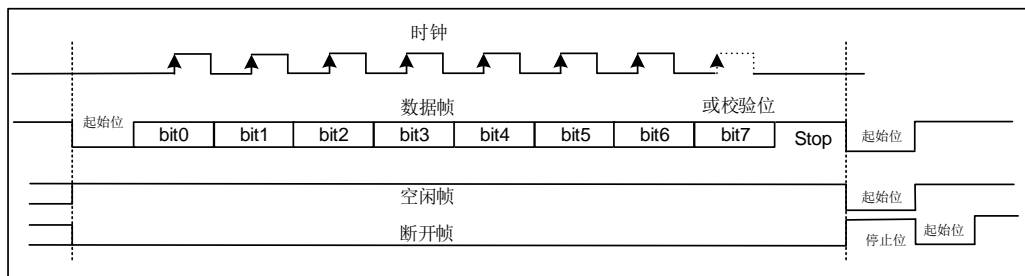 时钟
数据帧
或校验位
起始位 bit0 bit1 bit2 bit3 bit4 bit5 bit6 bit7 Stop 起始位
空闲帧 起始位
断开帧 停止位 起始位